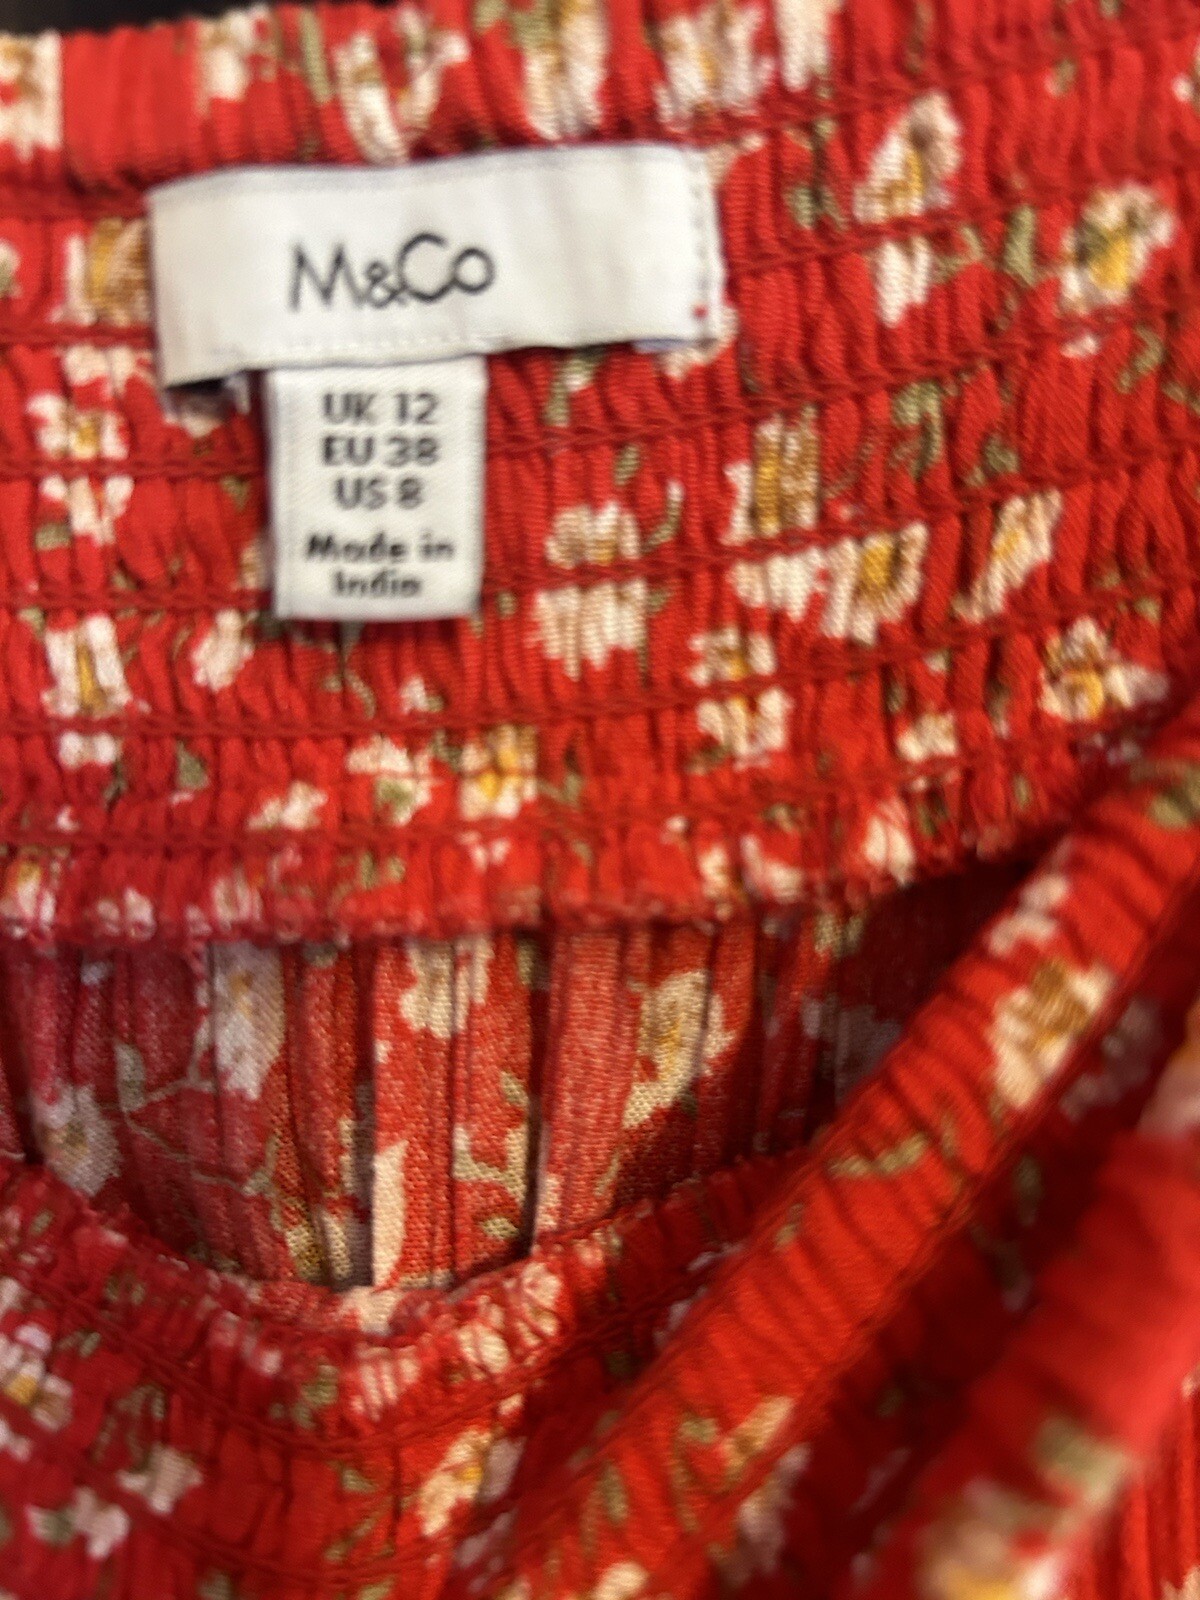 M&Co
UK 12
EU 38
US 8
Made in
India